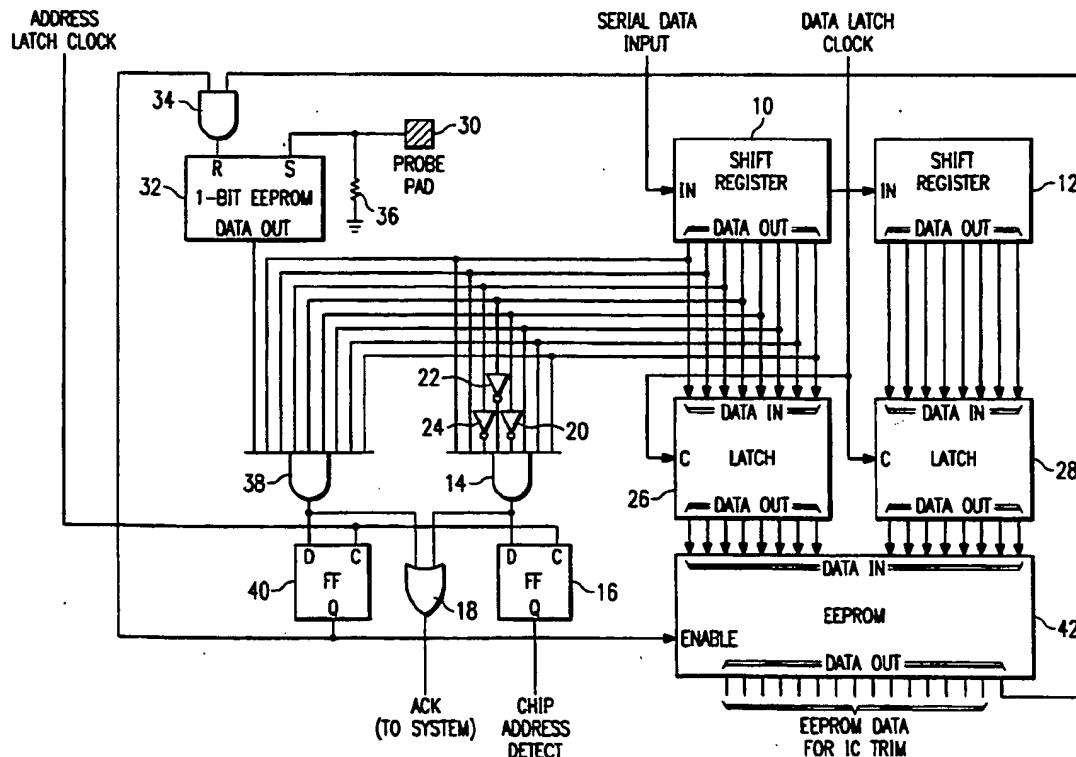 ADDRESS
LATCH CLOCK
SERIAL DATA
INPUT
DATA LATCH
CLOCK
34
30
PROBE
PAD
R
S
32
1-BIT EEPROM
DATA OUT
36
10
SHIFT
REGISTER
IN
DATA OUT
SHIFT
REGISTER
12
IN
DATA OUT
22
24
20
38
14
DATA IN
C
LATCH
26
DATA OUT
DATA IN
C
LATCH
28
DATA OUT
D
C
40
FF
Q
18
D
C
FF
16
Q
DATA IN
EEPROM
42
ENABLE
DATA OUT
ACK
(TO SYSTEM)
CHIP
ADDRESS
DETECT
EEPROM DATA
FOR IC TRIM